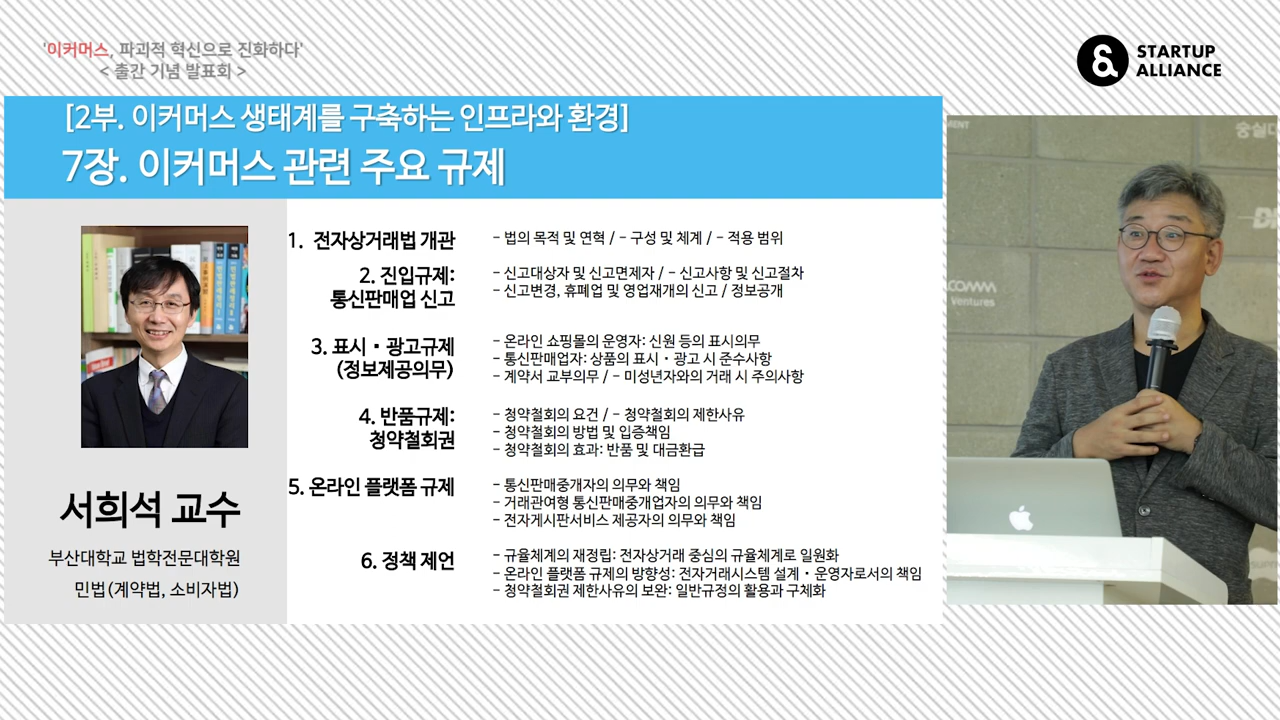 '이커머스, 파괴적 혁신으로 진화하다'
< 출간 기념 발표회 >
STARTUP
ALLIANCE
[2부. 이커머스 생태계를 구축하는 인프라와 환경]
7장. 이커머스 관련 주요 규제
서희석 교수
부산대학교 법학전문대학원
민법(계약법, 소비자법)
1. 전자상거래법 개관
- 법의 목적 및 연혁 / - 구성 및 체계 / - 적용 범위
2. 진입규제:
통신판매업 신고
- 신고대상자 및 신고면제자 / - 신고사항 및 신고절차
- 신고변경, 휴폐업 및 영업재개의 신고 / 정보공개
3. 표시・광고규제
(정보제공의무)
- 온라인 쇼핑몰의 운영자: 신원 등의 표시의무
- 통신판매업자: 상품의 표시・광고 시 준수사항
- 계약서 교부의무 / - 미성년자와의 거래 시 주의사항
4. 반품규제:
청약철회권
- 청약철회의 요건 / - 청약철회의 제한사유
- 청약철회의 방법 및 입증책임
- 청약철회의 효과: 반품 및 대금환급
5. 온라인 플랫폼 규제
- 통신판매중개자의 의무와 책임
- 거래관여형 통신판매중개업자의 의무와 책임
- 전자게시판서비스 제공자의 의무와 책임
6. 정책 제언
- 규율체계의 재정립: 전자상거래 중심의 규율체계로 일원화
- 온라인 플랫폼 규제의 방향성: 전자거래시스템 설계・운영자로서의 책임
- 청약철회권 제한사유의 보완: 일반규정의 활용과 구체화
숭실대
Ventures